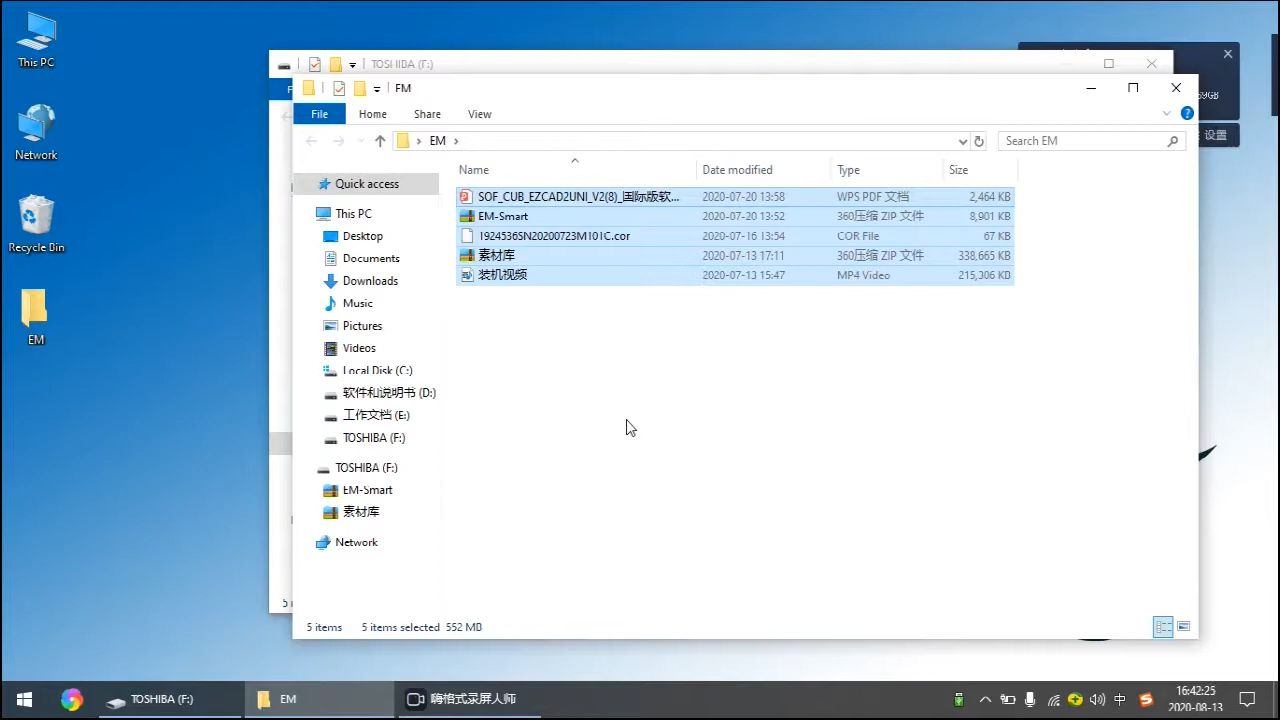 This PC
Network
Recycle Bin
EM
TOSHIBA (F:)
EM
File
Home
Share
View
EM
Search EM
设置
Name
Date modified
Type
Size
SOF_CUB_EZCAD2UNI_V2(8)_国际版软...
2020-07-20 13:58
WPS PDF 文档
2,464 KB
EM-Smart
2020-07-20 13:52
360压缩 ZIP 文件
8,901 KB
1924536SN20200723M101C.cor
2020-07-16 13:54
COR File
67 KB
素材库
2020-07-13 17:11
360压缩 ZIP 文件
338,665 KB
装机视频
2020-07-13 15:47
MP4 Video
215,306 KB
Quick access
This PC
Desktop
Documents
Downloads
Music
Pictures
Videos
Local Disk (C:)
软件和说明书 (D:)
工作文档 (E:)
TOSHIBA (F:)
TOSHIBA (F:)
EM-Smart
素材库
Network
5 items
5 items selected 552 MB
TOSHIBA (F:)
EM
嗨格式录屏大师
中
16:42:25
2020-08-13